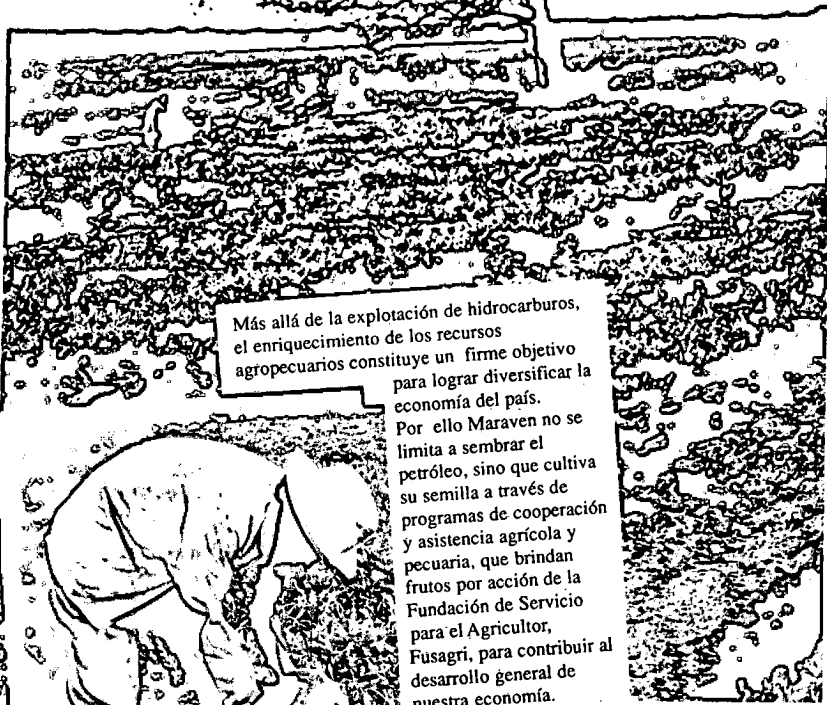 Más allá de la explotación de hidrocarburos,
el enriquecimiento de los recursos
agropecuarios constituye un firme objetivo
para lograr diversificar la
economía del país.
Por ello Maraven no se
limita a sembrar el
petróleo, sino que cultiva
su semilla a través de
programas de cooperación
y asistencia agrícola y
pecuaria, que brindan
frutos por acción de la
Fundación de Servicio
para el Agricultor,
Fusagri, para contribuir al
desarrollo general de
nuestra economía.